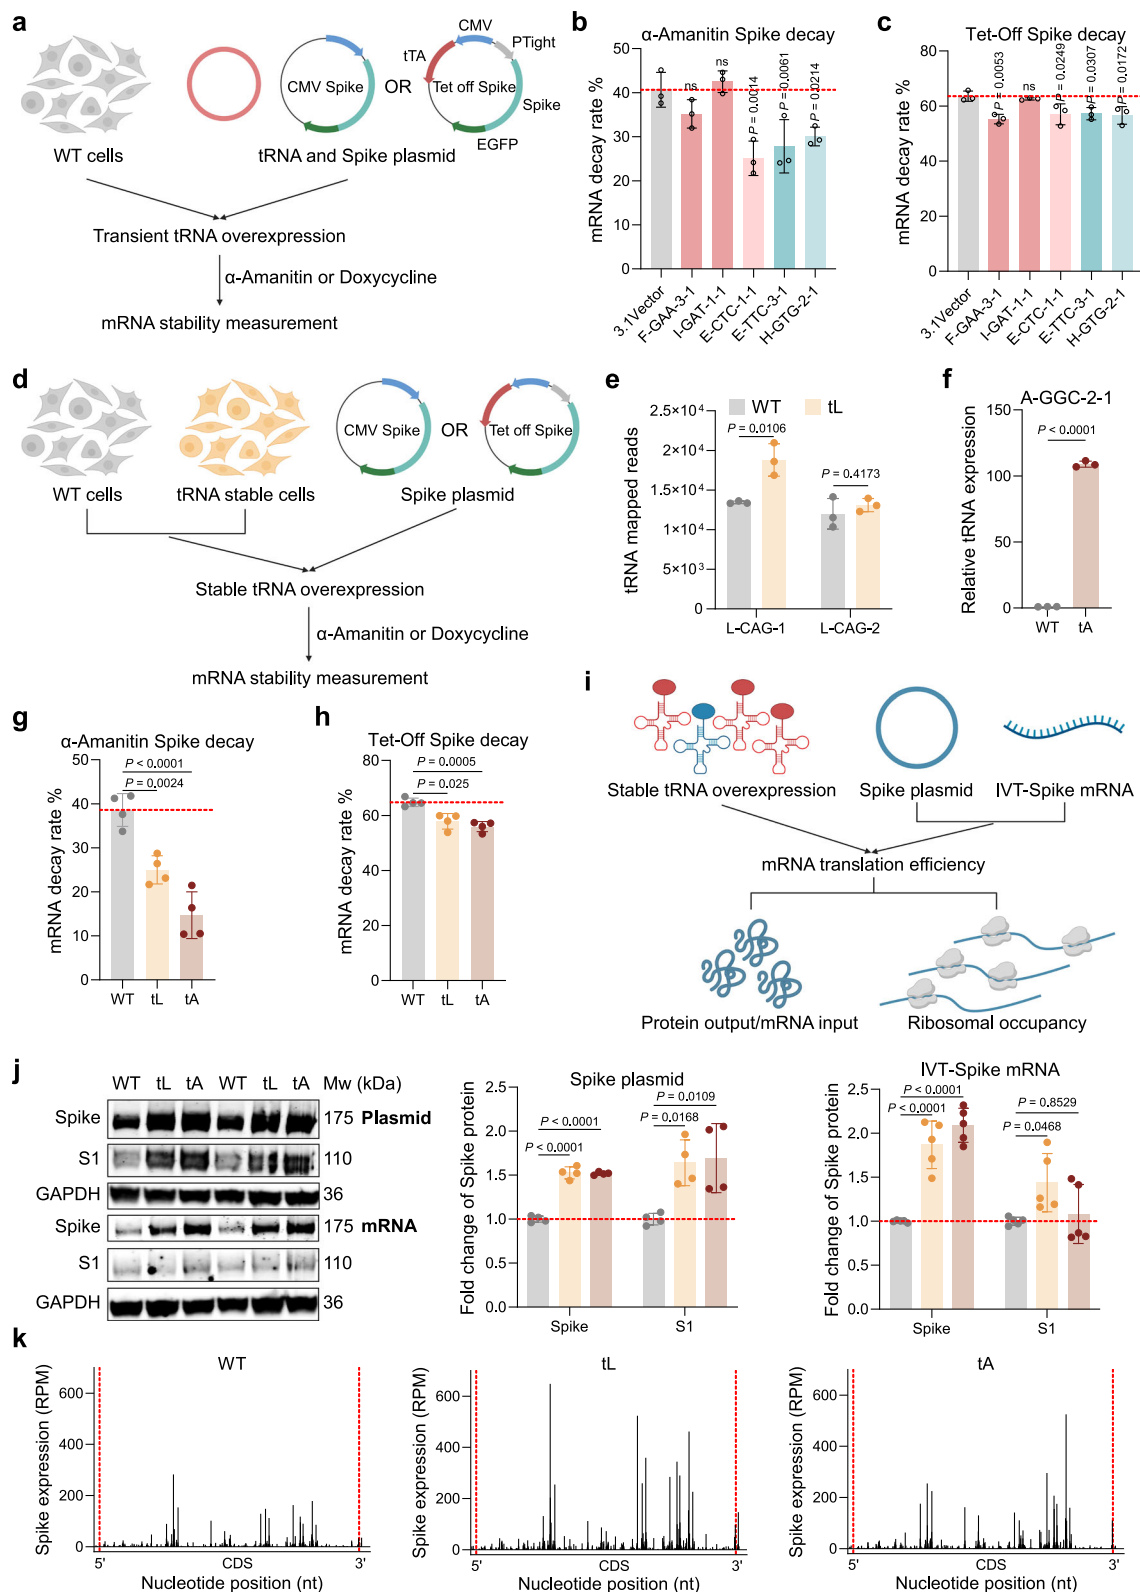 a
WT cells
CMV Spike
OR
tTA
CMV
PTight
Tet off Spike
Spike
EGFP
tRNA and Spike plasmid
Transient tRNA overexpression
α-Amanitin or Doxycycline
mRNA stability measurement
b
α-Amanitin Spike decay
mRNA decay rate %
50
40
30
20
10
0
ns
ns
P = 0.0014
P = 0.0061
P = 0.0214
3.1Vector
F-GAA-3-1
I-GAT-1-1
E-CTC-1-1
E-TTC-3-1
H-GTG-2-1
c
Tet-Off Spike decay
mRNA decay rate %
80
60
40
20
0
P = 0.0053
ns
P = 0.0249
P = 0.0307
P = 0.0172
3.1Vector
F-GAA-3-1
I-GAT-1-1
E-CTC-1-1
E-TTC-3-1
H-GTG-2-1
d
WT cells
tRNA stable cells
CMV Spike
OR
Tet off Spike
Spike plasmid
Stable tRNA overexpression
α-Amanitin or Doxycycline
mRNA stability measurement
e
WT
tL
tRNA mapped reads
2.5×10⁴
2×10⁴
1.5×10⁴
1×10⁴
5×10³
0
P = 0.0106
P = 0.4173
L-CAG-1
L-CAG-2
f
A-GGC-2-1
Relative tRNA expression
150
100
50
0
P < 0.0001
WT
tA
g
α-Amanitin Spike decay
mRNA decay rate %
50
40
30
20
10
0
P < 0.0001
P = 0.0024
WT
tL
tA
h
Tet-Off Spike decay
mRNA decay rate %
80
60
40
20
0
P = 0.0005
P = 0.025
WT
tL
tA
i
Stable tRNA overexpression
Spike plasmid
IVT-Spike mRNA
mRNA translation efficiency
Protein output/mRNA input
Ribosomal occupancy
j
WT tL tA WT tL tA Mw (kDa)
Spike 175 Plasmid
S1 110
GAPDH 36
Spike 175 mRNA
S1 110
GAPDH 36
Spike plasmid
Fold change of Spike protein
2.5
2.0
1.5
1.0
0.5
0.0
P < 0.0001
P < 0.0001
P = 0.0109
P = 0.0168
Spike
S1
IVT-Spike mRNA
Fold change of Spike protein
2.5
2.0
1.5
1.0
0.5
0.0
P < 0.0001
P < 0.0001
P = 0.8529
P = 0.0468
Spike
S1
k
WT
Spike expression (RPM)
600
400
200
0
5'
CDS
3'
Nucleotide position (nt)
tL
Spike expression (RPM)
600
400
200
0
5'
CDS
3'
Nucleotide position (nt)
tA
Spike expression (RPM)
600
400
200
0
5'
CDS
3'
Nucleotide position (nt)